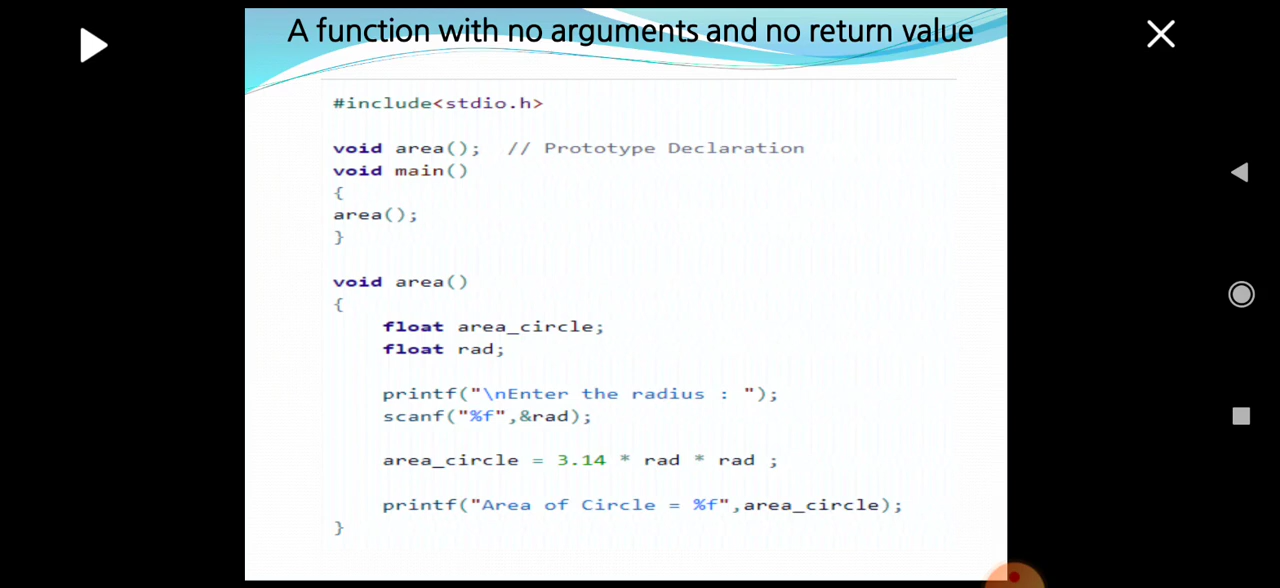 A function with no arguments and no return value
#include<stdio.h>
void area(); // Prototype Declaration
void main()
{
area();
}
void area()
{
float area_circle;
float rad;
printf("\nEnter the radius : ");
scanf("%f",&rad);
area_circle = 3.14 * rad * rad ;
printf("Area of Circle = %f",area_circle);
}